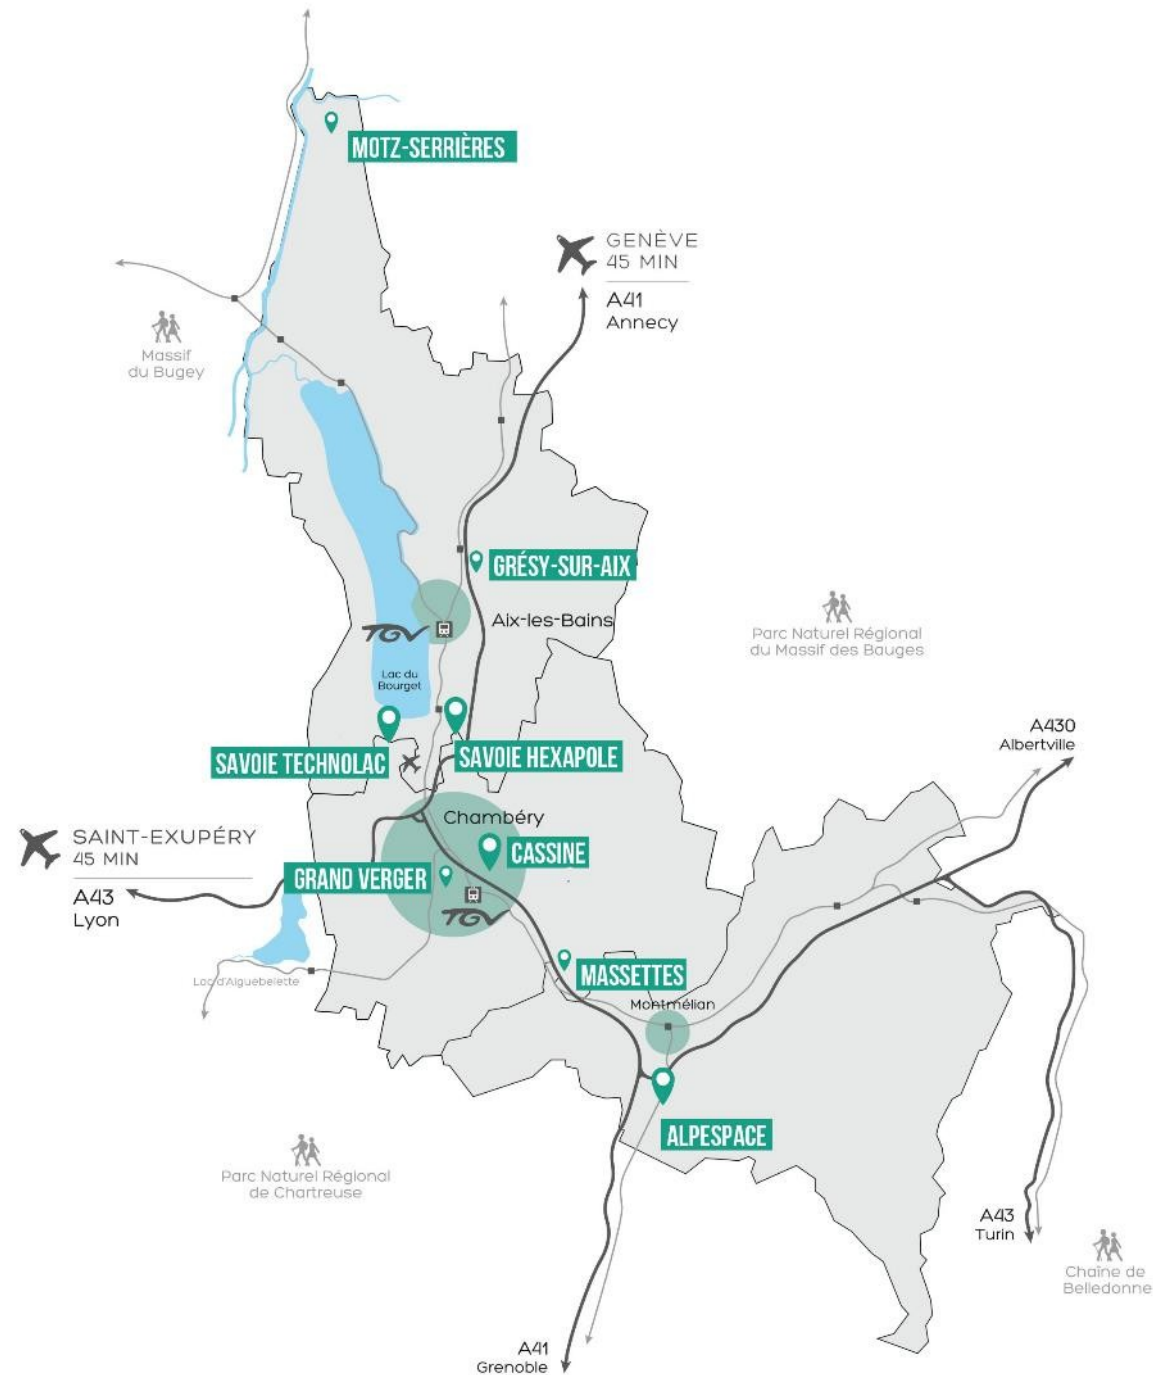 MOTZ-SERRIÈRES
GENÈVE
45 MIN
A41
Annecy
Massif
du Bugey
GRÉSY-SUR-AIX
Aix-les-Bains
TGV
Parc Naturel Régional
du Massif des Bauges
Lac du
Bourget
A430
Albertville
SAVOIE TECHNOLAC
SAVOIE HEXAPOLE
Chambéry
SAINT-EXUPÉRY
45 MIN
A43
Lyon
CASSINE
GRAND VERGER
TGV
MASSETTES
Lac d'Aiguebelette
Montmélian
ALPESPACE
Parc Naturel Régional
de Chartreuse
A43
Turin
Chaîne de
Belledonne
A41
Grenoble